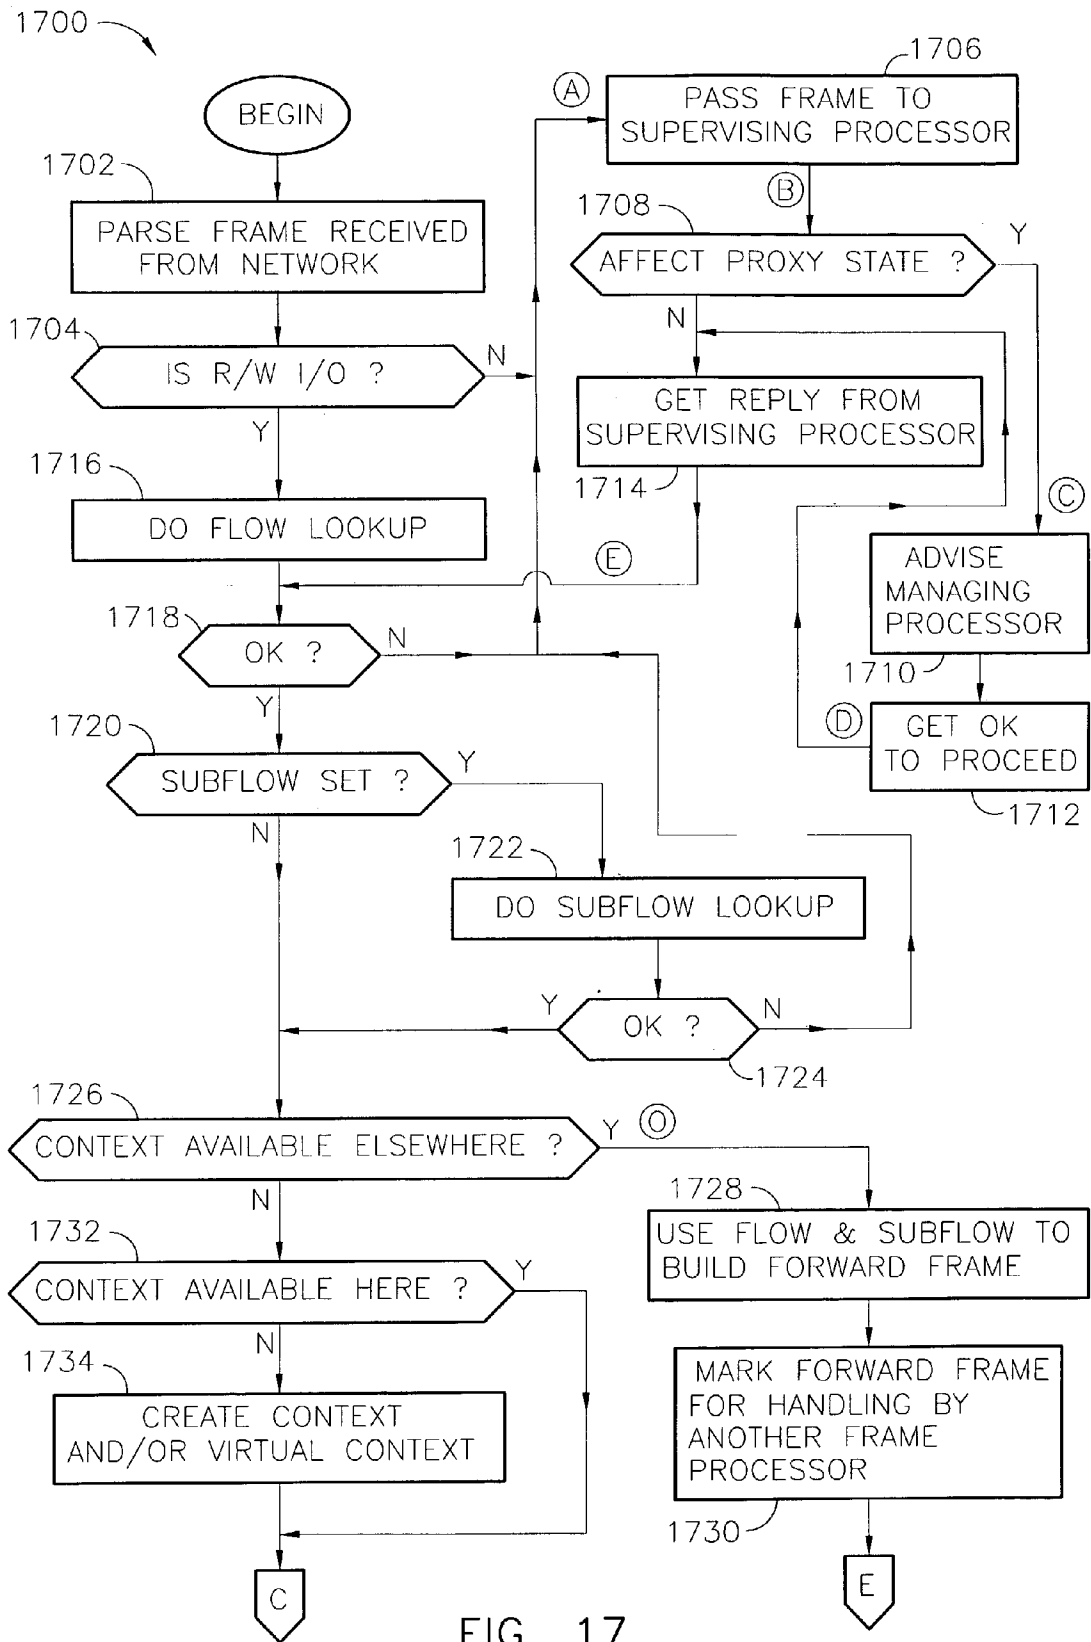 1700
BEGIN
1702
PARSE FRAME RECEIVED
FROM NETWORK
1704
IS R/W I/O ?
N
Y
1716
DO FLOW LOOKUP
1718
OK ?
N
Y
1720
SUBFLOW SET ?
Y
N
1722
DO SUBFLOW LOOKUP
Y
OK ?
N
1724
1726
CONTEXT AVAILABLE ELSEWHERE ?
Y
O
N
1732
CONTEXT AVAILABLE HERE ?
Y
N
1734
CREATE CONTEXT
AND/OR VIRTUAL CONTEXT
C
A
1706
PASS FRAME TO
SUPERVISING PROCESSOR
B
1708
AFFECT PROXY STATE ?
Y
N
GET REPLY FROM
SUPERVISING PROCESSOR
1714
E
C
ADVISE
MANAGING
PROCESSOR
1710
D
GET OK
TO PROCEED
1712
1728
USE FLOW & SUBFLOW TO
BUILD FORWARD FRAME
MARK FORWARD FRAME
FOR HANDLING BY
ANOTHER FRAME
PROCESSOR
1730
E
FIG. 17